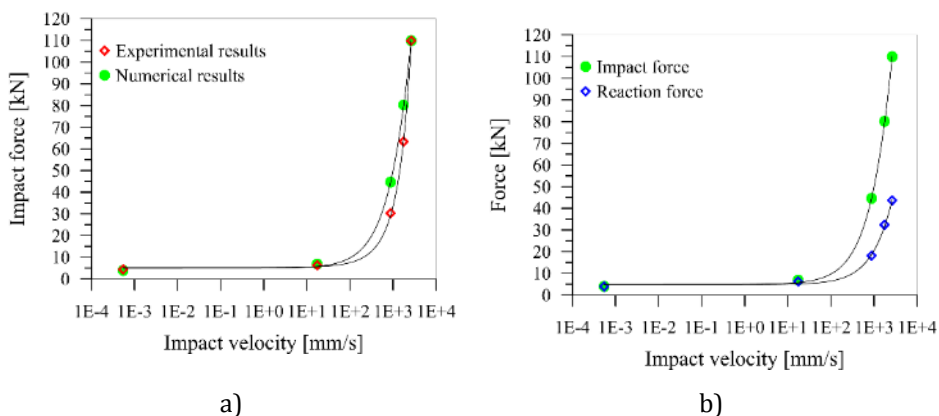 120
110
100
90
80
70
60
50
40
30
20
10
0
Impact force [kN]
Experimental results
Numerical results
1E-4 1E-3 1E-2 1E-1 1E+0 1E+1 1E+2 1E+3 1E+4
Impact velocity [mm/s]
a)
120
110
100
90
80
70
60
50
40
30
20
10
0
Force [kN]
Impact force
Reaction force
1E-4 1E-3 1E-2 1E-1 1E+0 1E+1 1E+2 1E+3 1E+4
Impact velocity [mm/s]
b)